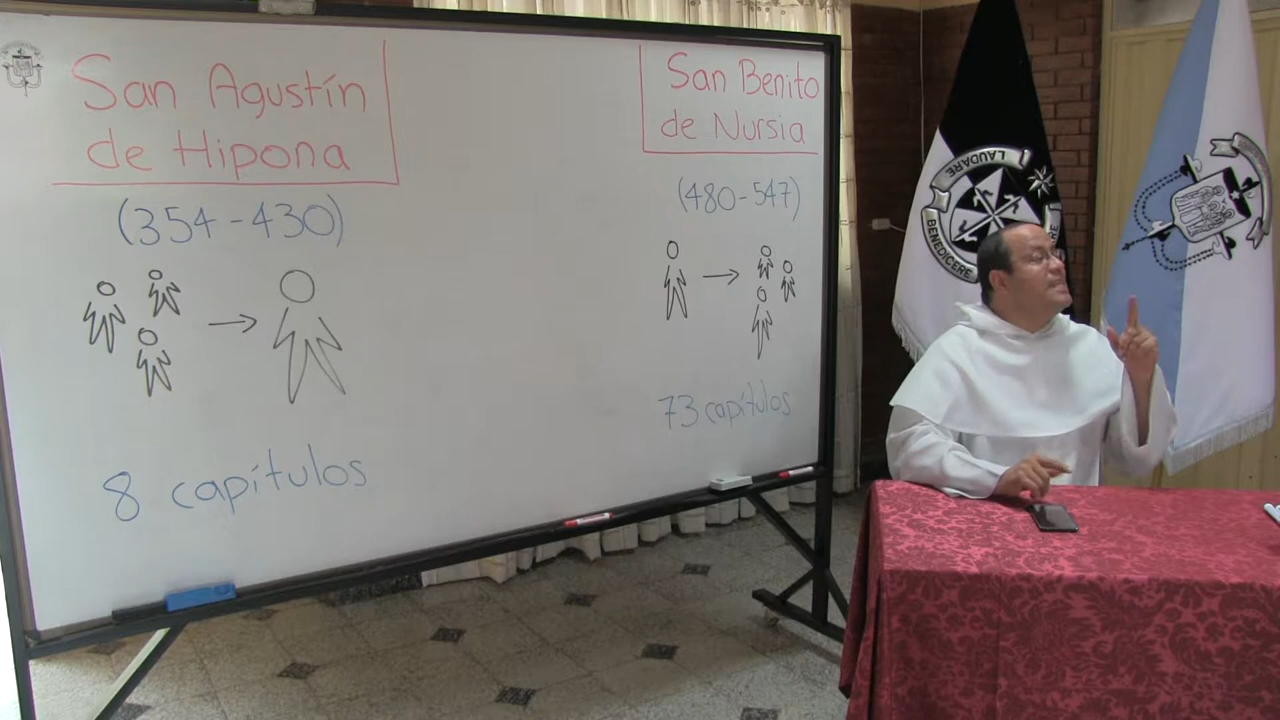 San Agustín
de Hipona
(354-430)
8 capítulos
San Benito
de Nursia
(480-547)
73 capítulos
LAUDARE
BENEDICERE